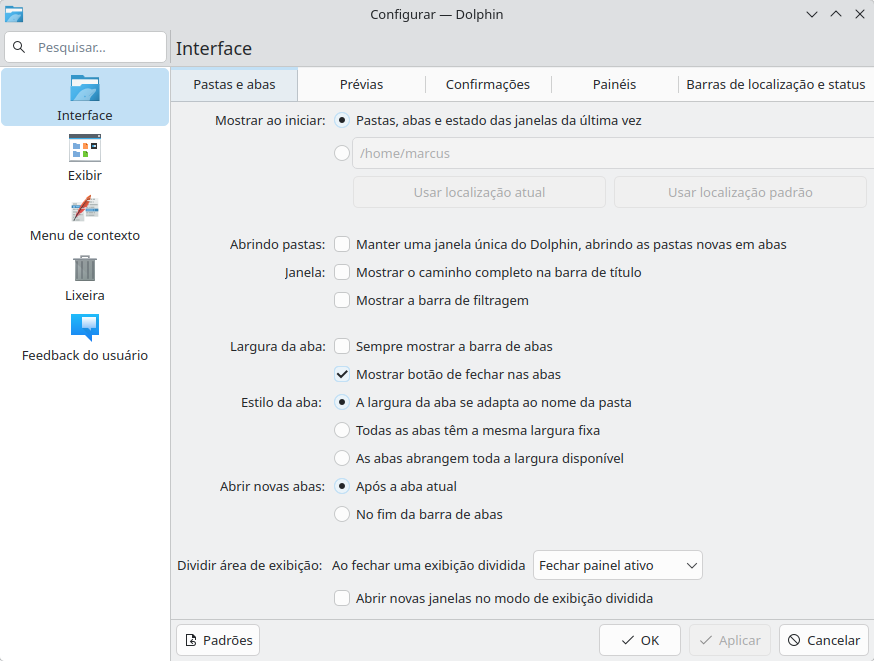 Configurar — Dolphin
Pesquisar...
Interface
Interface
Exibir
Menu de contexto
Lixeira
Feedback do usuário
Pastas e abas
Prévias
Confirmações
Painéis
Barras de localização e status
Mostrar ao iniciar: Pastas, abas e estado das janelas da última vez
/home/marcus
Usar localização atual
Usar localização padrão
Abrindo pastas: Manter uma janela única do Dolphin, abrindo as pastas novas em abas
Janela: Mostrar o caminho completo na barra de título
Mostrar a barra de filtragem
Largura da aba: Sempre mostrar a barra de abas
Mostrar botão de fechar nas abas
Estilo da aba: A largura da aba se adapta ao nome da pasta
Todas as abas têm a mesma largura fixa
As abas abrangem toda a largura disponível
Abrir novas abas: Após a aba atual
No fim da barra de abas
Dividir área de exibição: Ao fechar uma exibição dividida Fechar painel ativo
Abrir novas janelas no modo de exibição dividida
Padrões
OK
Aplicar
Cancelar